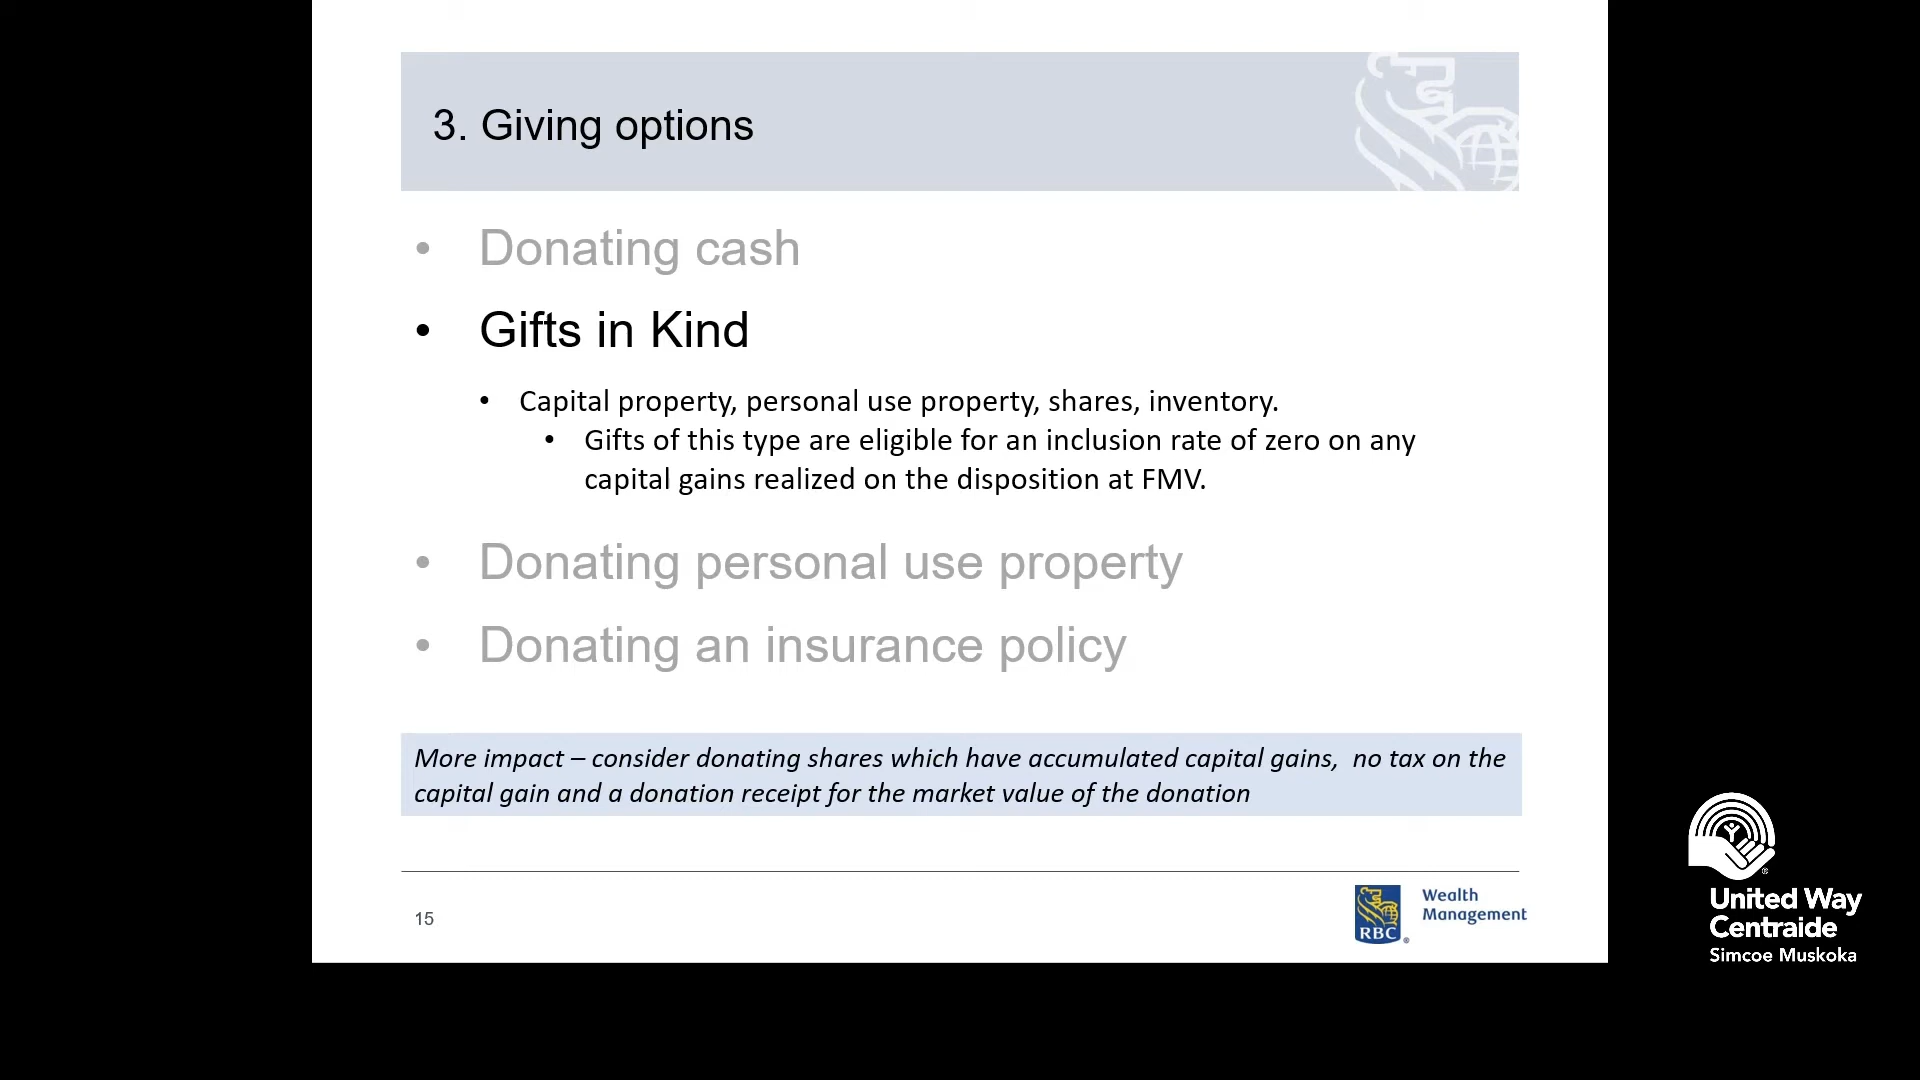 3. Giving options
• Donating cash
• Gifts in Kind
• Capital property, personal use property, shares, inventory.
• Gifts of this type are eligible for an inclusion rate of zero on any
capital gains realized on the disposition at FMV.
• Donating personal use property
• Donating an insurance policy
More impact – consider donating shares which have accumulated capital gains,  no tax on the
capital gain and a donation receipt for the market value of the donation
15
RBC ®
Wealth
Management
®
United Way
Centraide
Simcoe Muskoka